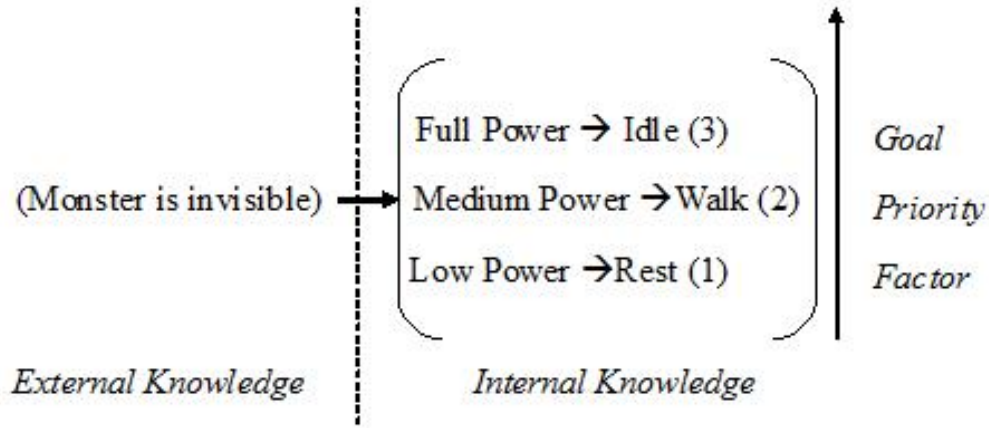 Full Power → Idle (3)
(Monster is invisible) → Medium Power → Walk (2)
Low Power → Rest (1)
Goal
Priority
Factor
External Knowledge
Internal Knowledge